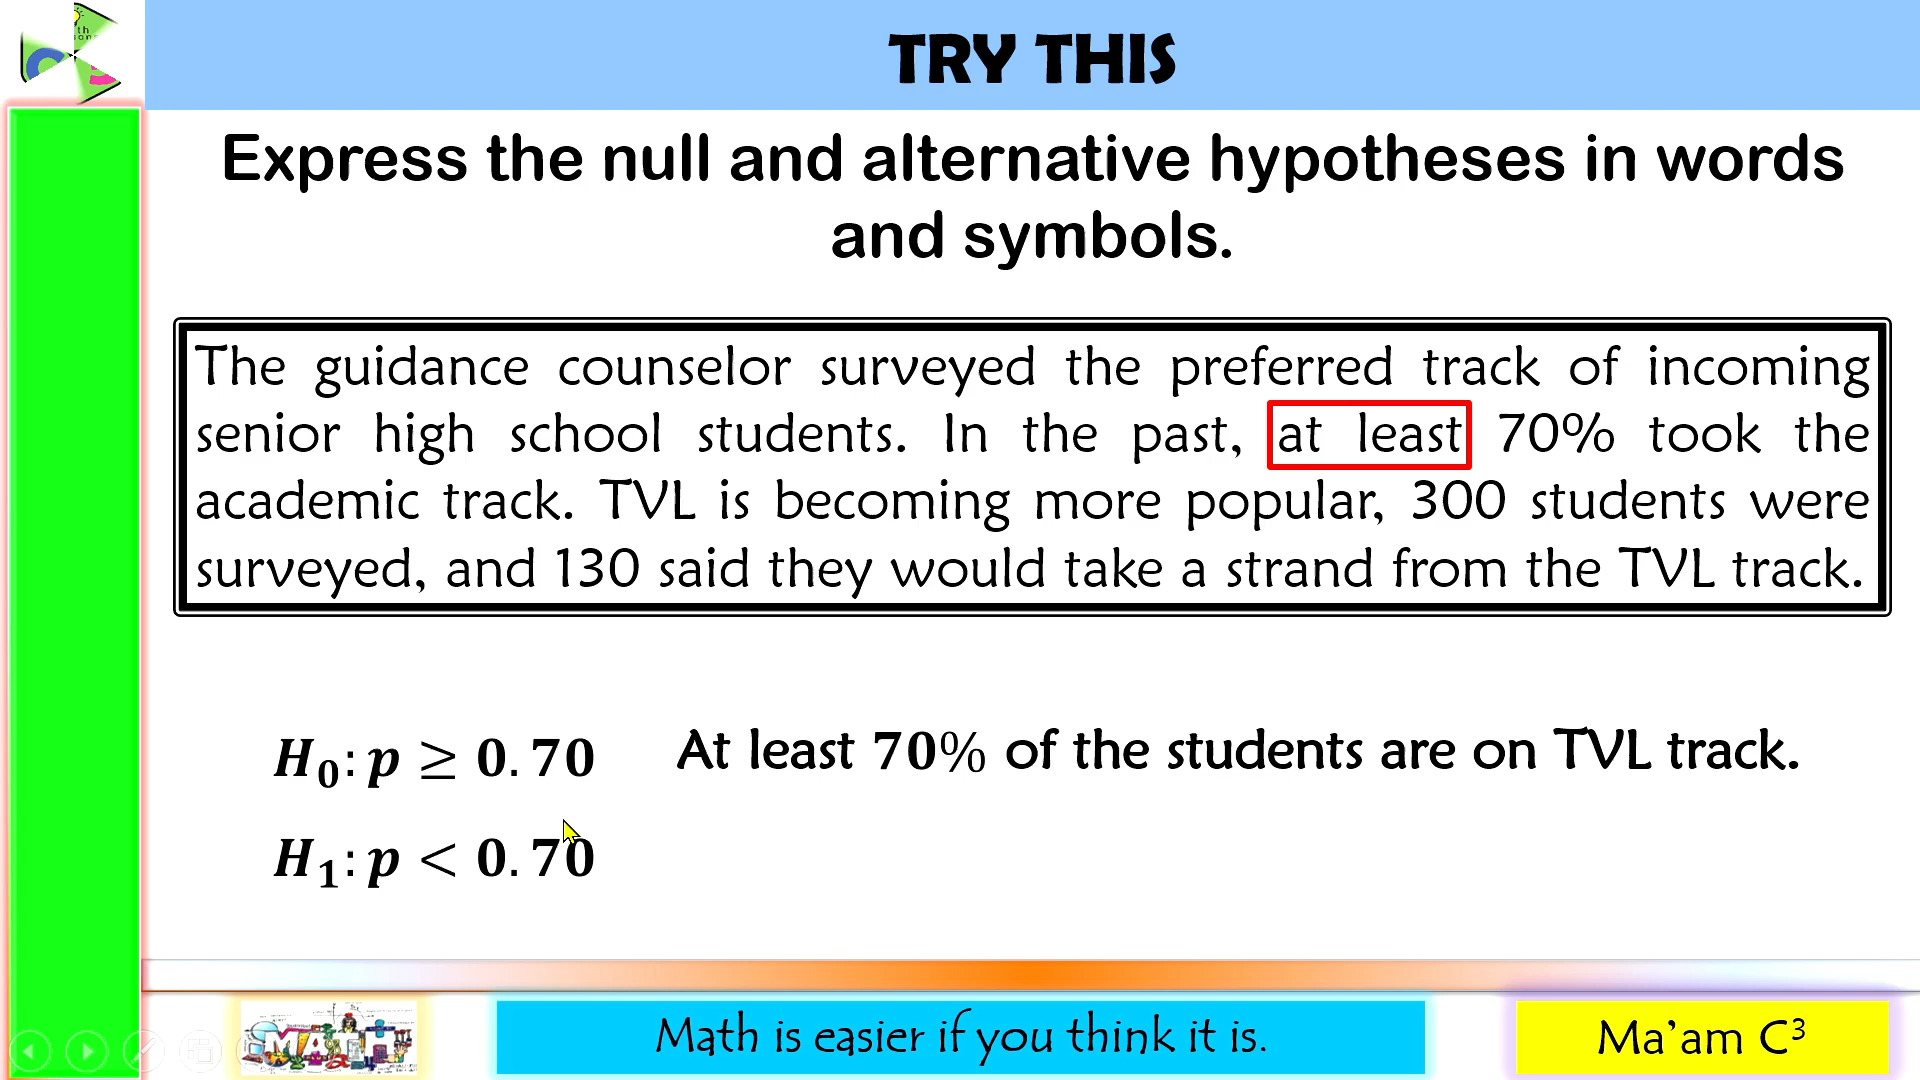 TRY THIS
Express the null and alternative hypotheses in words
and symbols.
The guidance counselor surveyed the preferred track of incoming
senior high school students. In the past, at least 70% took the
academic track. TVL is becoming more popular, 300 students were
surveyed, and 130 said they would take a strand from the TVL track.
H₀: p ≥ 0.70 At least 70% of the students are on TVL track.
H₁: p < 0.70
MATH
Math is easier if you think it is.
Ma’am C³